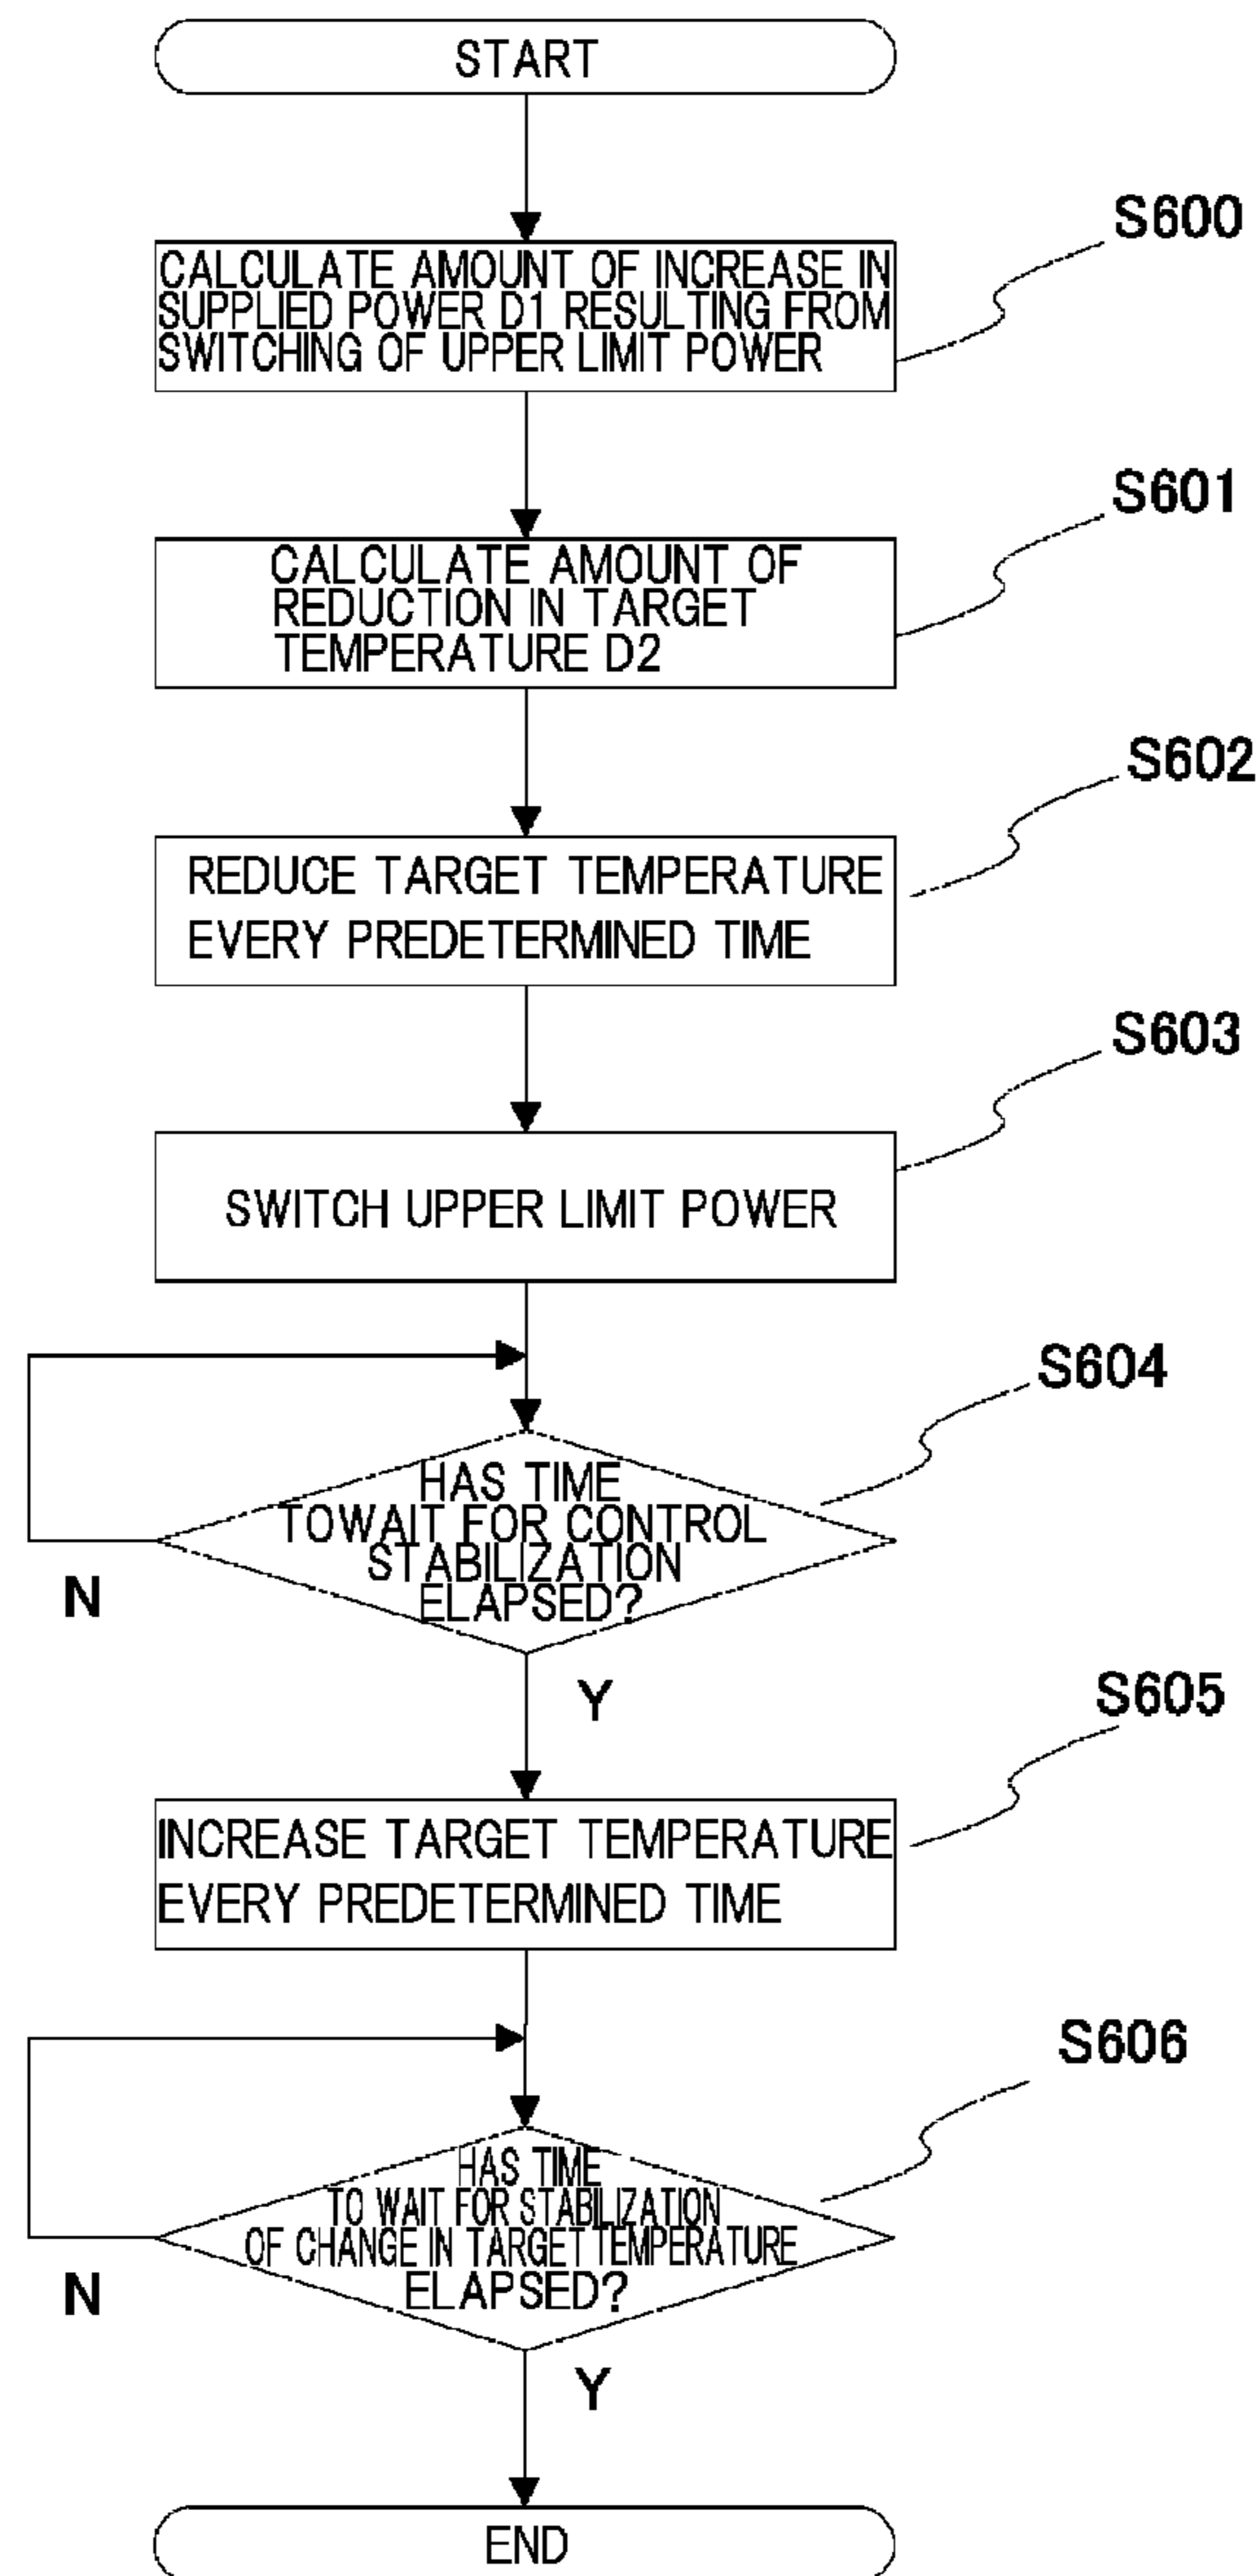 START
S600
CALCULATE AMOUNT OF INCREASE IN
SUPPLIED POWER D1 RESULTING FROM
SWITCHING OF UPPER LIMIT POWER
S601
CALCULATE AMOUNT OF
REDUCTION IN TARGET
TEMPERATURE D2
S602
REDUCE TARGET TEMPERATURE
EVERY PREDETERMINED TIME
S603
SWITCH UPPER LIMIT POWER
S604
HAS TIME
TOWAIT FOR CONTROL
STABILIZATION
ELAPSED?
N
Y
S605
INCREASE TARGET TEMPERATURE
EVERY PREDETERMINED TIME
S606
HAS TIME
TO WAIT FOR STABILIZATION
OF CHANGE IN TARGET TEMPERATURE
ELAPSED?
N
Y
END